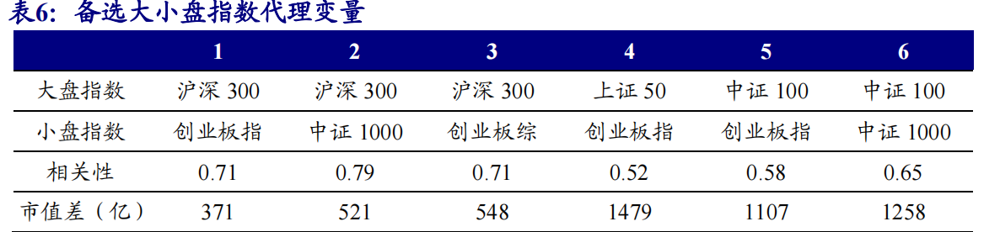 表6：备选大小盘指数代理变量
1 2 3 4 5 6
大盘指数 沪深 300 沪深 300 沪深 300 上证 50 中证 100 中证 100
小盘指数 创业板指 中证 1000 创业板综 创业板指 创业板指 中证 1000
相关性 0.71 0.79 0.71 0.52 0.58 0.65
市值差（亿） 371 521 548 1479 1107 1258